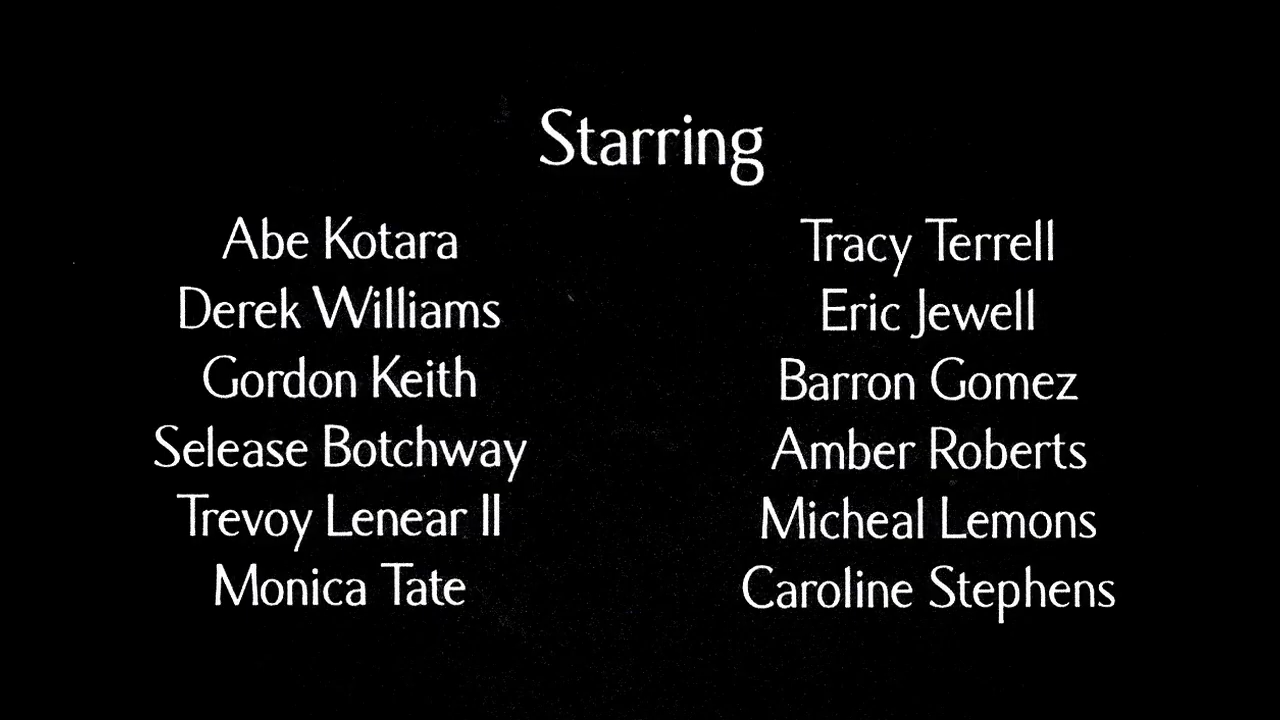 Starring
Abe Kotara
Derek Williams
Gordon Keith
Selease Botchway
Trevoy Lenear II
Monica Tate
Tracy Terrell
Eric Jewell
Barron Gomez
Amber Roberts
Micheal Lemons
Caroline Stephens